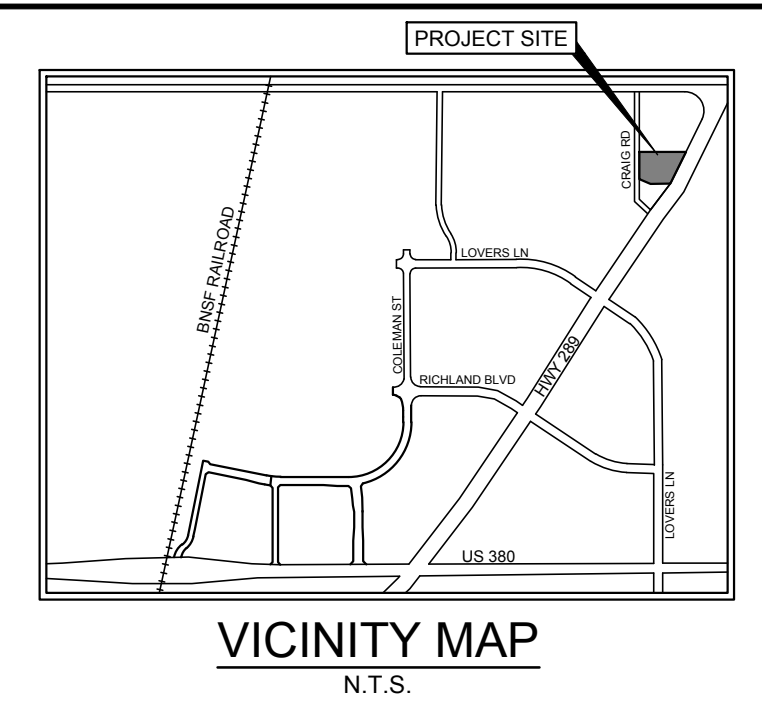 PROJECT SITE
CRAIG RD
BNSF RAILROAD
LOVERS LN
COLEMAN ST
HWY 289
RICHLAND BLVD
LOVERS LN
US 380
VICINITY MAP
N.T.S.